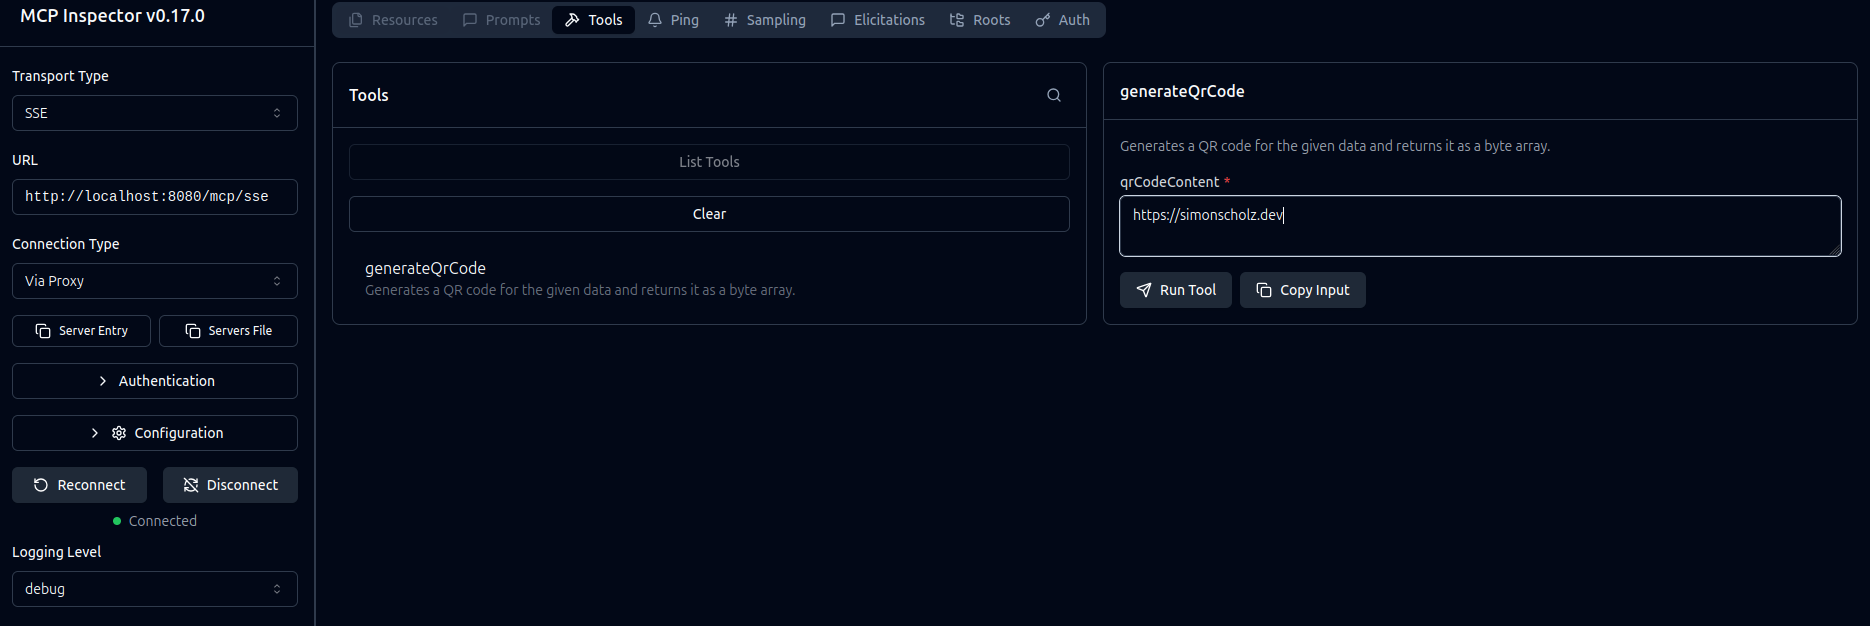 MCP Inspector v0.17.0
Transport Type
SSE
URL
http://localhost:8080/mcp/sse
Connection Type
Via Proxy
Server Entry
Servers File
Authentication
Configuration
Reconnect
Disconnect
Connected
Logging Level
debug
Resources
Prompts
Tools
Ping
Sampling
Elicitations
Roots
Auth
Tools
List Tools
Clear
generateQrCode
Generates a QR code for the given data and returns it as a byte array.
generateQrCode
Generates a QR code for the given data and returns it as a byte array.
qrCodeContent *
https://simonscholz.dev
Run Tool
Copy Input